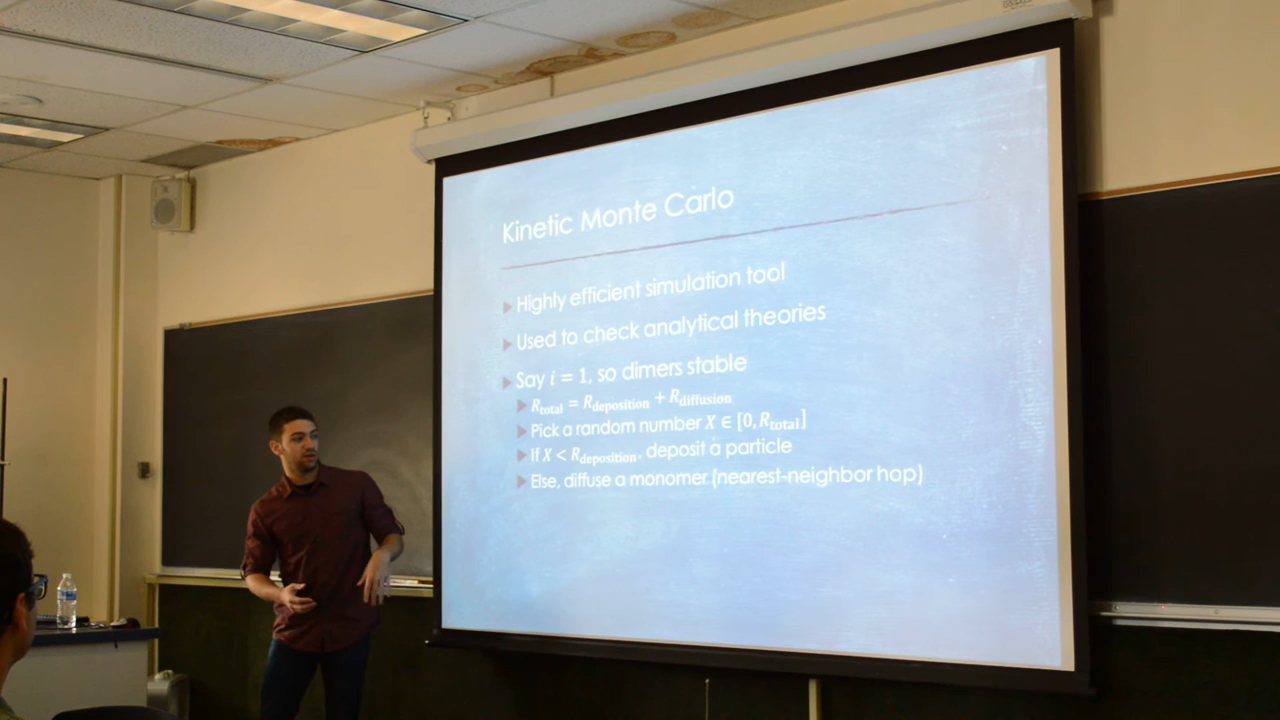 Kinetic Monte Carlo
Highly efficient simulation tool
Used to check analytical theories
Say i = 1, so dimers stable
R_total = R_deposition + R_diffusion
Pick a random number X ∈ [0, R_total]
If X < R_deposition, deposit a particle
Else, diffuse a monomer (nearest-neighbor hop)